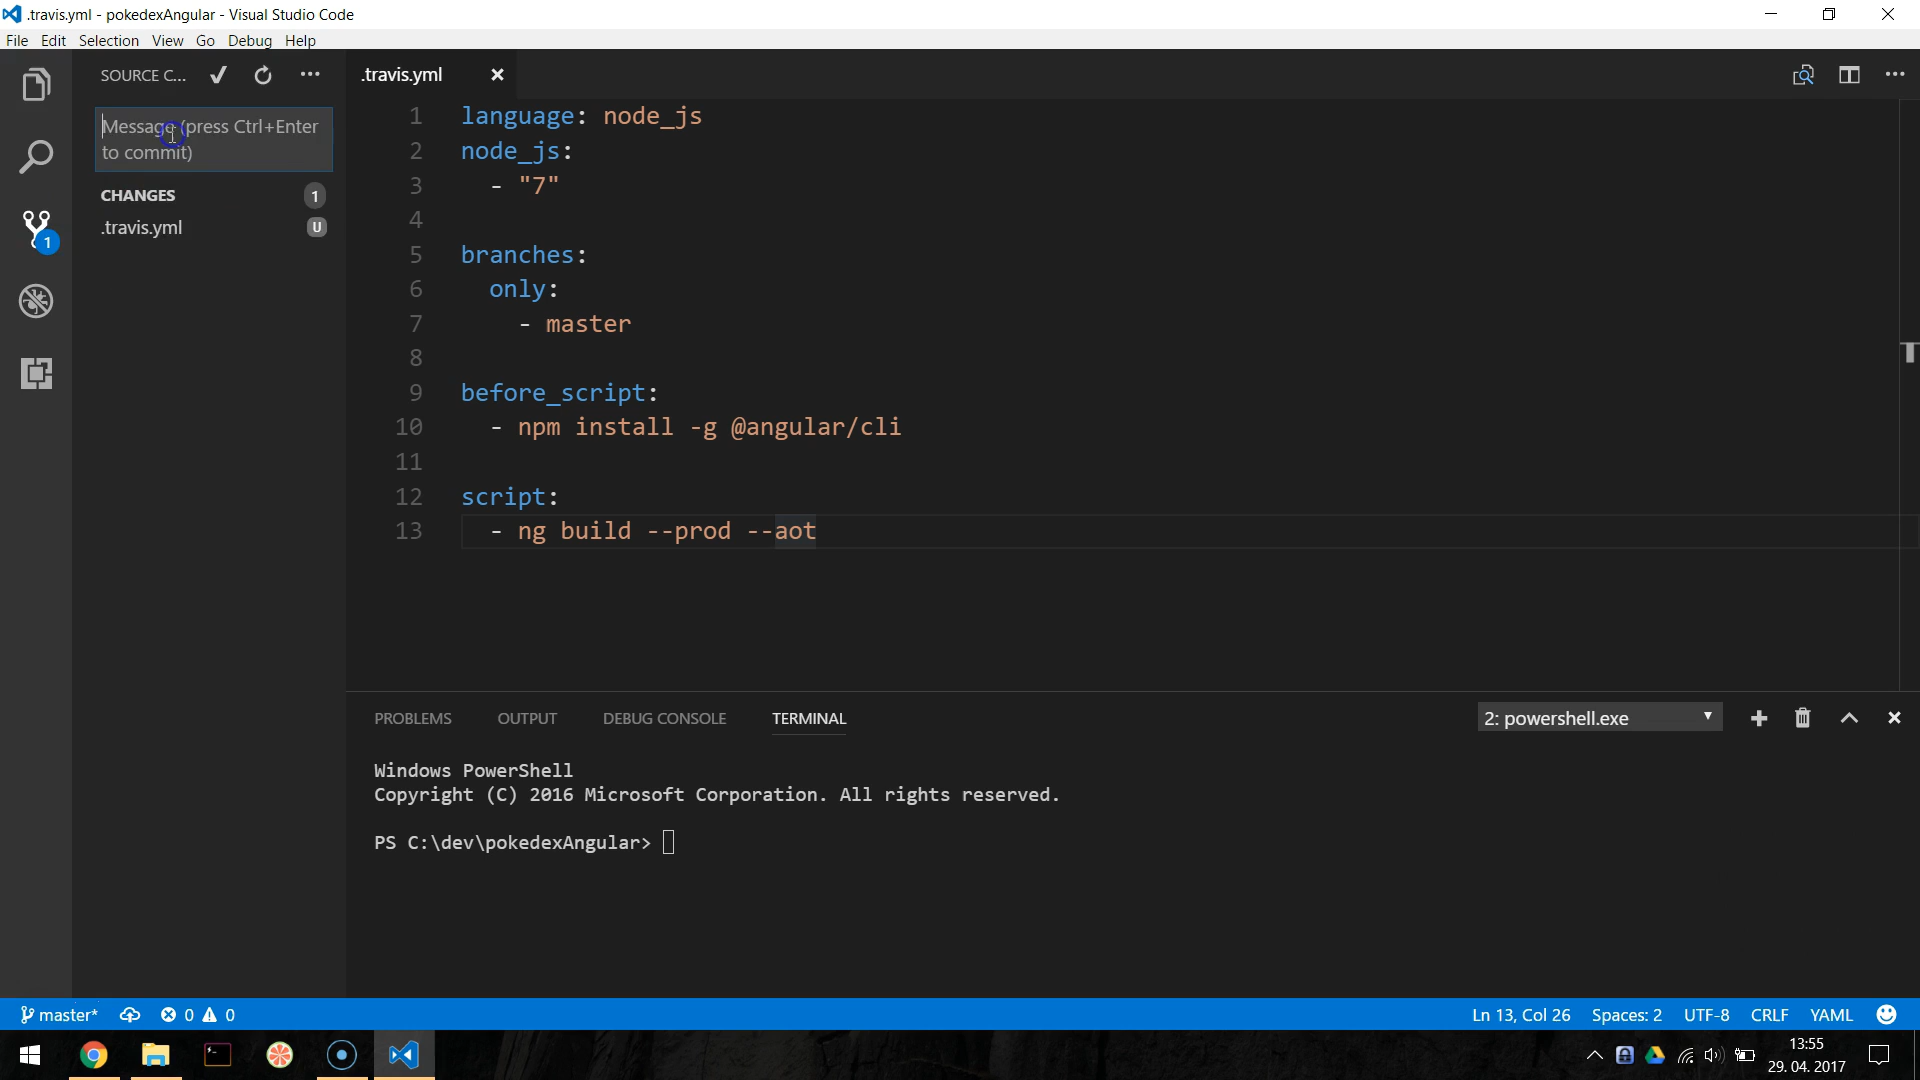 .travis.yml - pokedexAngular - Visual Studio Code
File Edit Selection View Go Debug Help
SOURCE C...
Message (press Ctrl+Enter
to commit)
CHANGES 1
.travis.yml U
1
.travis.yml
1 language: node_js
2 node_js:
3   - "7"
4
5 branches:
6   only:
7     - master
8
9 before_script:
10   - npm install -g @angular/cli
11
12 script:
13   - ng build --prod --aot
PROBLEMS OUTPUT DEBUG CONSOLE TERMINAL 2: powershell.exe
Windows PowerShell
Copyright (C) 2016 Microsoft Corporation. All rights reserved.
PS C:\dev\pokedexAngular>
master* 0 0 Ln 13, Col 26 Spaces: 2 UTF-8 CRLF YAML
13:55
29. 04. 2017